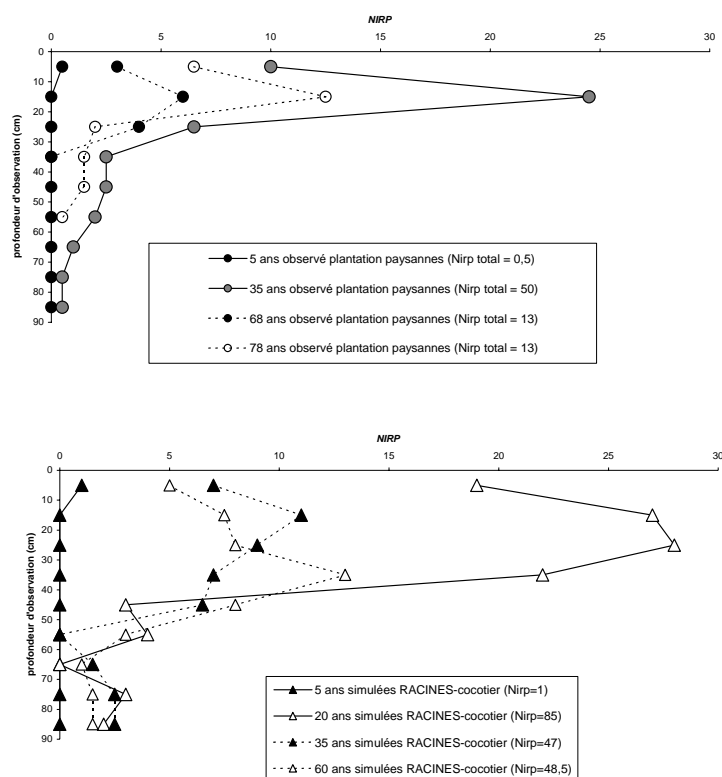 NIRP
0 5 10 15 20 25 30
0
10
20
30
40
50
60
70
80
90
profondeur d'observation (cm)
5 ans observé plantation paysannes (Nirp total = 0,5)
35 ans observé plantation paysannes (Nirp total = 50)
68 ans observé plantation paysannes (Nirp total = 13)
78 ans observé plantation paysannes (Nirp total = 13)
NIRP
0 5 10 15 20 25 30
0
10
20
30
40
50
60
70
80
90
profondeur d'observation (cm)
5 ans simulées RACINES-cocotier (Nirp=1)
20 ans simulées RACINES-cocotier (Nirp=85)
35 ans simulées RACINES-cocotier (Nirp=47)
60 ans simulées RACINES-cocotier (Nirp=48,5)